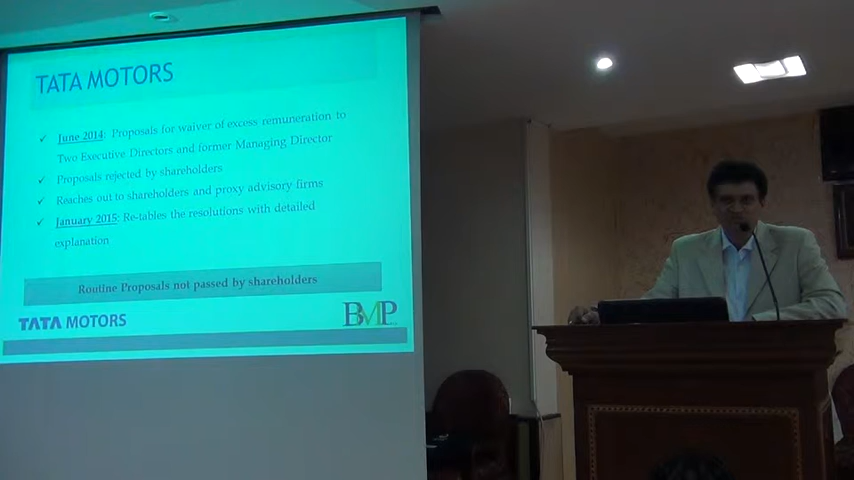 TATA MOTORS
✓ June 2014: Proposals for waiver of excess remuneration to
Two Executive Directors and former Managing Director
✓ Proposals rejected by shareholders
✓ Reaches out to shareholders and proxy advisory firms
✓ January 2015: Re-tables the resolutions with detailed
explanation
Routine Proposals not passed by shareholders
TATA MOTORS
BMP